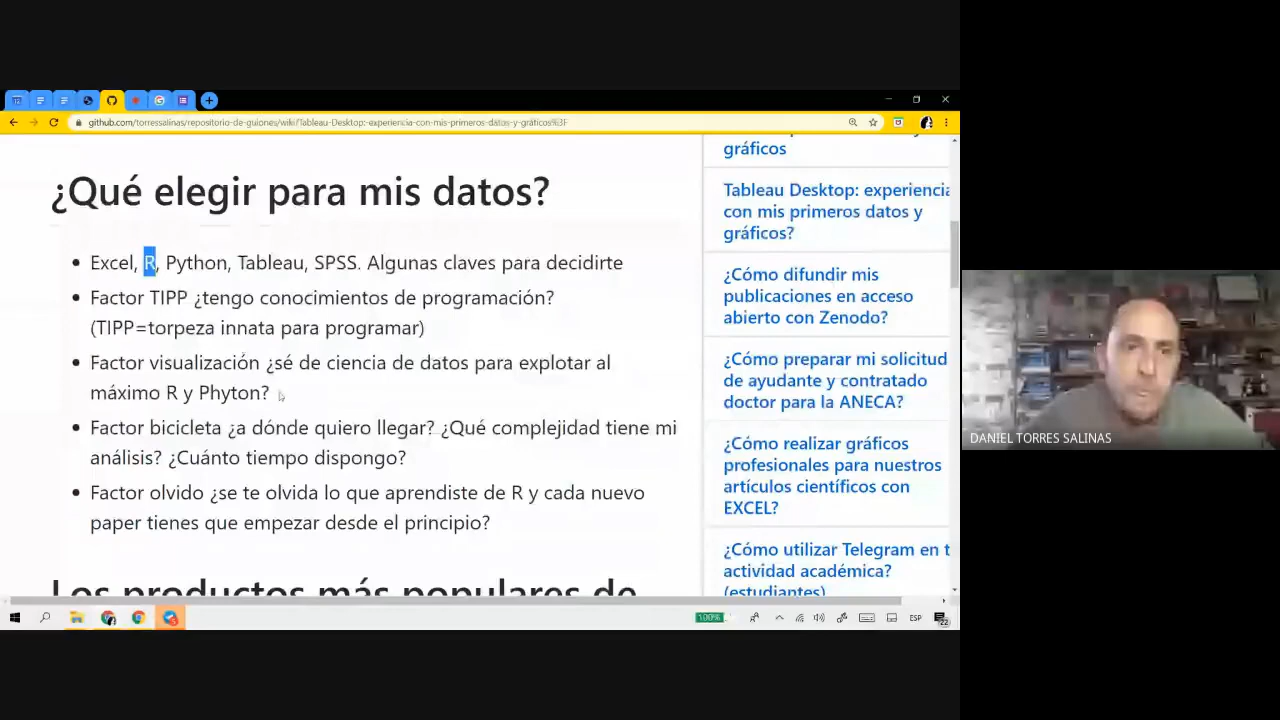 github.com/torressalinas/repositorio-de-guiones/wiki/Tableau-Desktop:-experiencia-con-mis-primeros-datos-y-gráficos%3F
¿Qué elegir para mis datos?
Excel, R, Python, Tableau, SPSS. Algunas claves para decidirte
Factor TIPP ¿tengo conocimientos de programación?
(TIPP=torpeza innata para programar)
Factor visualización ¿sé de ciencia de datos para explotar al
máximo R y Phyton?
Factor bicicleta ¿a dónde quiero llegar? ¿Qué complejidad tiene mi
análisis? ¿Cuánto tiempo dispongo?
Factor olvido ¿se te olvida lo que aprendiste de R y cada nuevo
paper tienes que empezar desde el principio?
Los productos más populares de
gráficos
Tableau Desktop: experiencia
con mis primeros datos y
gráficos?
¿Cómo difundir mis
publicaciones en acceso
abierto con Zenodo?
¿Cómo preparar mi solicitud
de ayudante y contratado
doctor para la ANECA?
¿Cómo realizar gráficos
profesionales para nuestros
artículos científicos con
EXCEL?
¿Cómo utilizar Telegram en t
actividad académica?
(estudiantes)
DANIEL TORRES SALINAS
100%
ESP
22